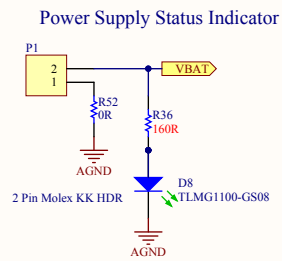 Power Supply Status Indicator
P1
2
1
VBAT
R52
0R
R36
160R
AGND
D8
TLMG1100-GS08
2 Pin Molex KK HDR
AGND